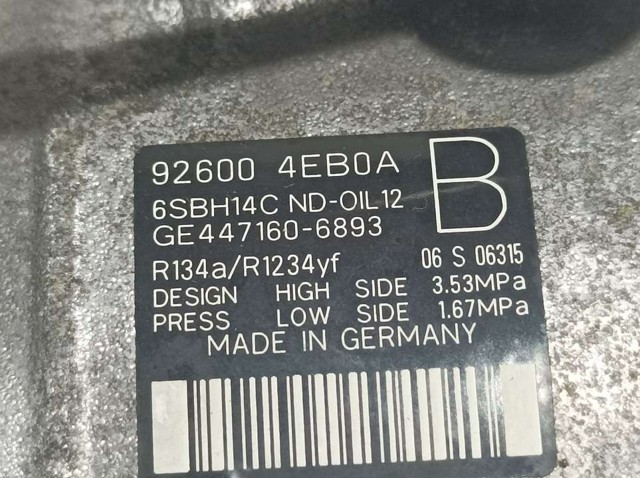 92600 4EB0A B
6SBH14C ND-OIL12
GE447160-6893
R134a/R1234yf 06 S 06315
DESIGN HIGH SIDE 3.53MPa
PRESS LOW SIDE 1.67MPa
MADE IN GERMANY